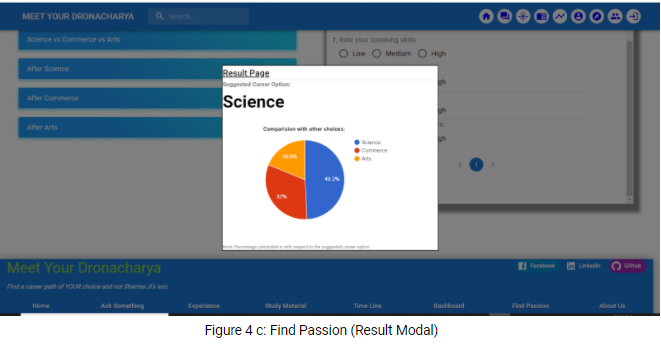 MEET YOUR DRONACHARYA
Search...
Science vs Commerce vs Arts
After Science
After Commerce
After Arts
7. Rate your speaking skills.
Low Medium High
gh
gh
gh
1
Result Page
Suggested Career Option:
Science
Comparision with other choices:
Science
Commerce
Arts
49.2%
32%
18.8%
Note: Percentage calculated is with respect to the suggested career option
Meet Your Dronacharya
Find a career path of YOUR choice and not Sharma Ji's son.
Facebook LinkedIn Github
Home Ask Something Experience Study Material Time Line Dashboard Find Passion About Us
Figure 4 c: Find Passion (Result Modal)